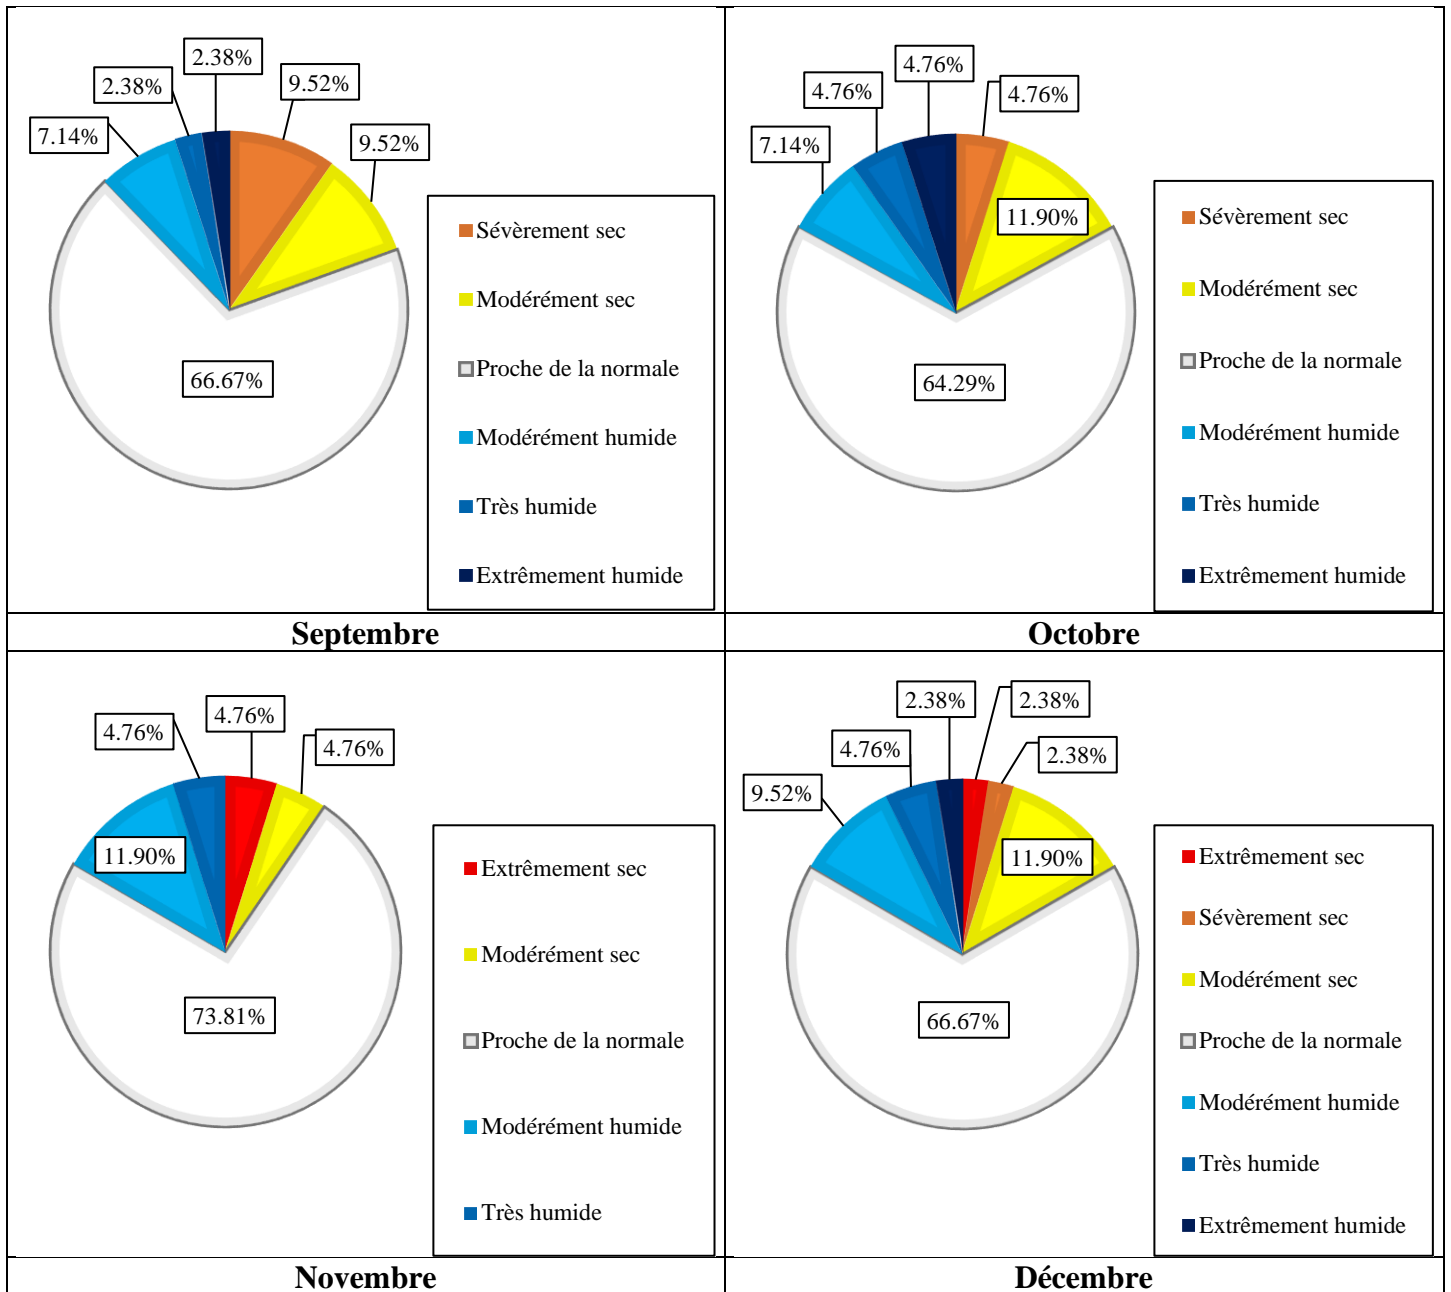 2.38%
2.38%
9.52%
7.14%
9.52%
66.67%
Sévèrement sec
Modérément sec
Proche de la normale
Modérément humide
Très humide
Extrêmement humide
Septembre
4.76%
4.76%
4.76%
7.14%
11.90%
64.29%
Sévèrement sec
Modérément sec
Proche de la normale
Modérément humide
Très humide
Extrêmement humide
Octobre
4.76%
4.76%
4.76%
11.90%
73.81%
Extrêmement sec
Modérément sec
Proche de la normale
Modérément humide
Très humide
Novembre
2.38%
2.38%
4.76%
2.38%
9.52%
11.90%
66.67%
Extrêmement sec
Sévèrement sec
Modérément sec
Proche de la normale
Modérément humide
Très humide
Extrêmement humide
Décembre